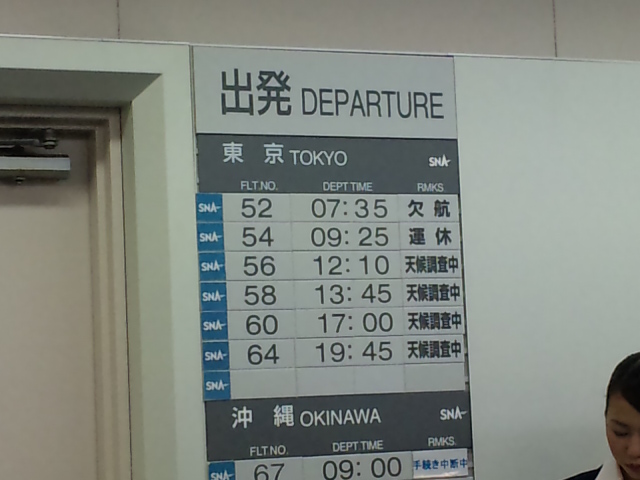 出発 DEPARTURE
東京 TOKYO SNA
FLT.NO. DEPT TIME RMKS
SNA 52 07:35 欠航
SNA 54 09:25 運休
SNA 56 12:10 天候調査中
SNA 58 13:45 天候調査中
SNA 60 17:00 天候調査中
SNA 64 19:45 天候調査中
SNA
沖縄 OKINAWA SNA
FLT.NO. DEPT TIME RMKS.
SNA 67 09:00 手続き中断中